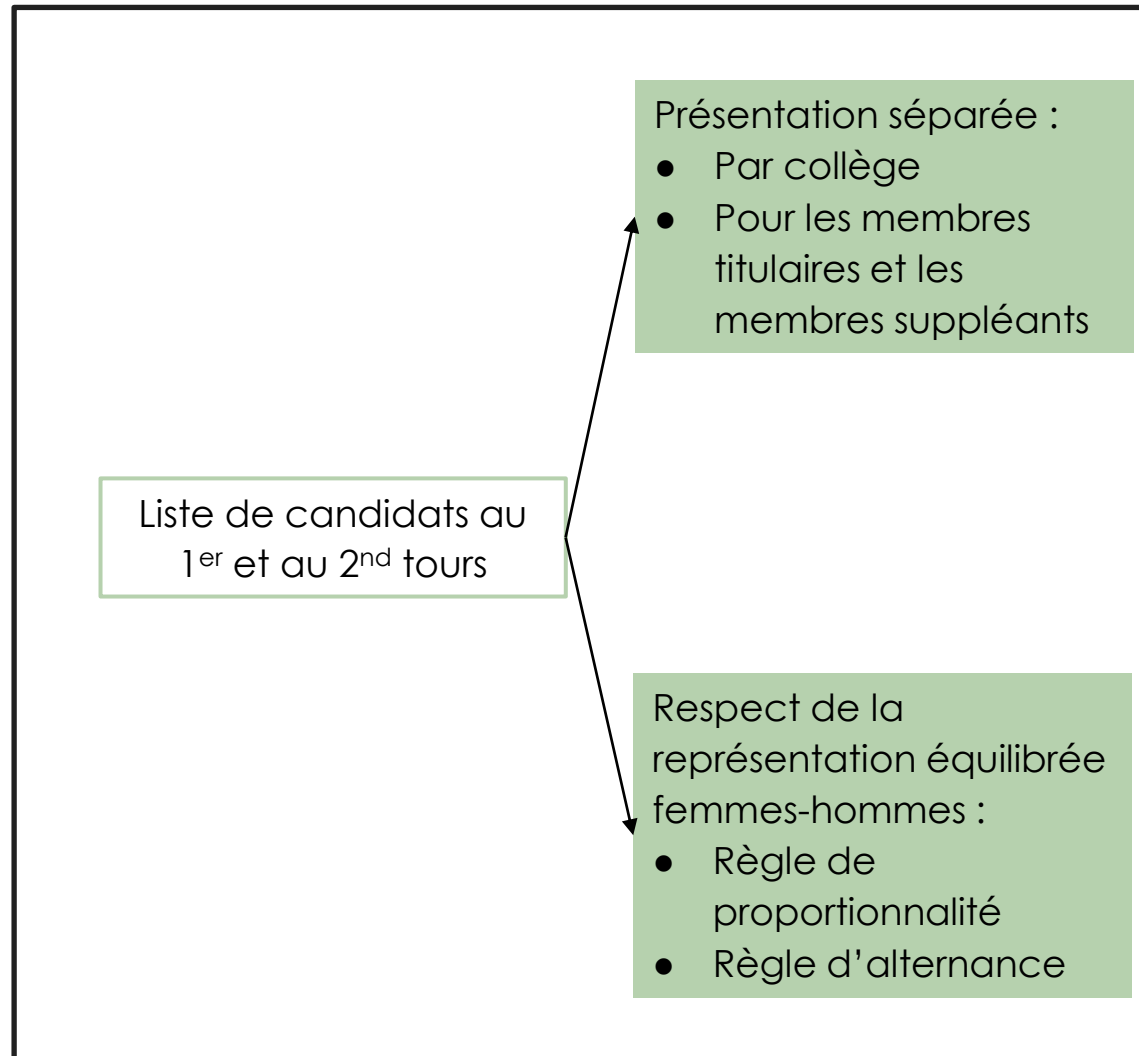 Présentation séparée :
● Par collège
● Pour les membres
titulaires et les
membres suppléants
Liste de candidats au
1er et au 2nd tours
Respect de la
représentation équilibrée
femmes-hommes :
● Règle de
proportionnalité
● Règle d’alternance